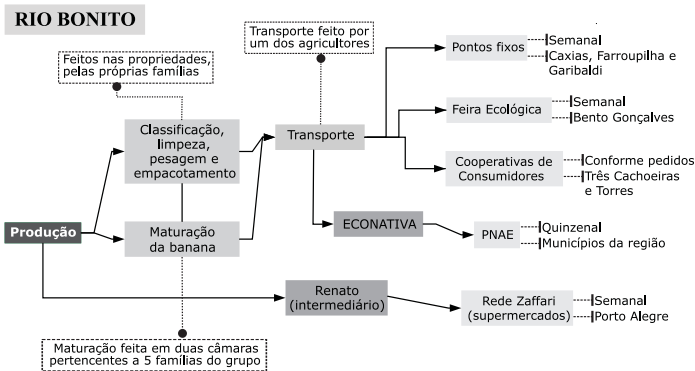 RIO BONITO
Feitos nas propriedades,
pelas próprias famílias
Transporte feito por
um dos agricultores
Pontos fixos
Semanal
Caxias, Farroupilha e
Garibaldi
Classificação,
limpeza,
pesagem e
empacotamento
Transporte
Feira Ecológica
Semanal
Bento Gonçalves
Cooperativas de
Consumidores
Conforme pedidos
Três Cachoeiras
e Torres
Produção
Maturação
da banana
ECONATIVA
PNAE
Quinzenal
Municípios da região
Renato
(intermediário)
Rede Zaffari
(supermercados)
Semanal
Porto Alegre
Maturação feita em duas câmaras
pertencentes a 5 famílias do grupo